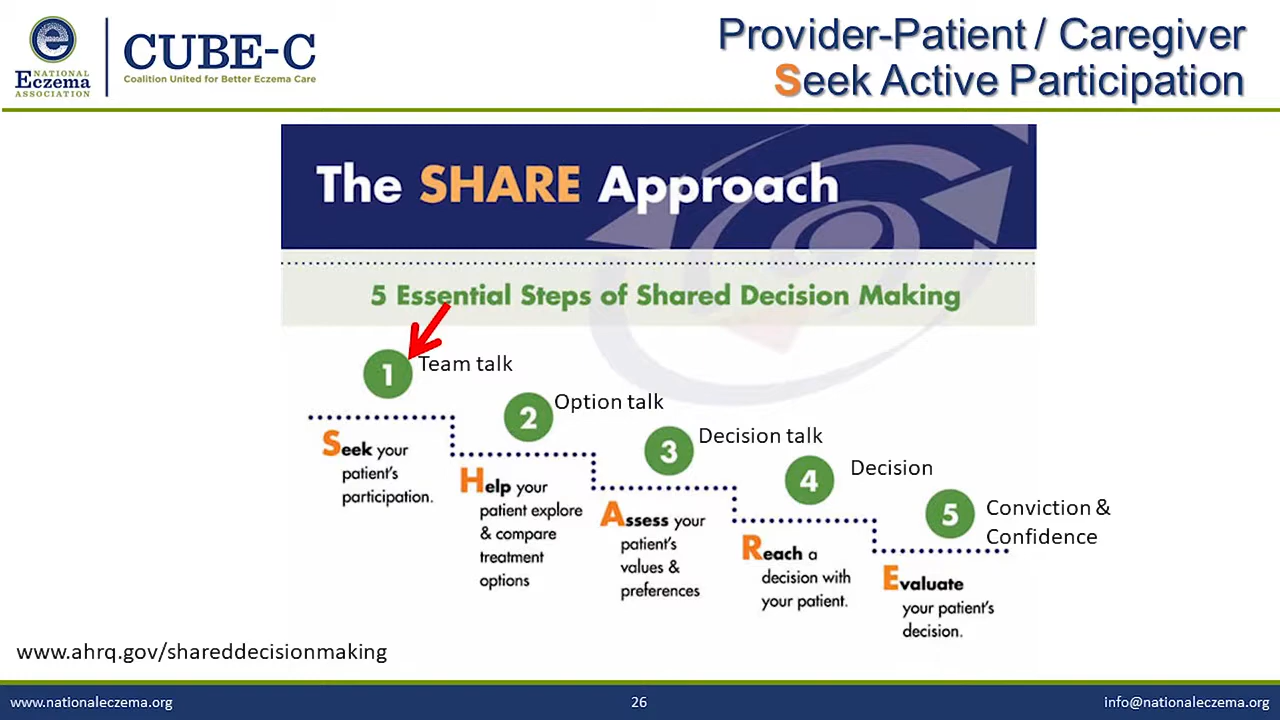 NATIONAL
Eczema
ASSOCIATION
CUBE-C
Coalition United for Better Eczema Care
Provider-Patient / Caregiver
Seek Active Participation
The SHARE Approach
5 Essential Steps of Shared Decision Making
1
Team talk
Seek your
patient's
participation.
2
Option talk
Help your
patient explore
& compare
treatment
options
3
Decision talk
Assess your
patient's
values &
preferences
4
Decision
Reach a
decision with
your patient.
5
Conviction &
Confidence
Evaluate
your patient's
decision.
www.ahrq.gov/shareddecisionmaking
www.nationaleczema.org
26
info@nationaleczema.org